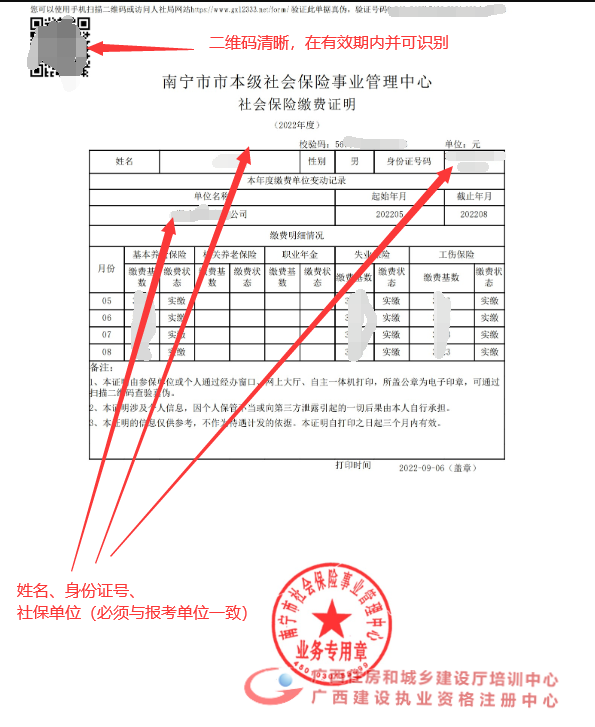 您可以使用手机扫描二维码或访问人社局网站https://www.gx12333.net/form/验证此单据真伪，验证号码
二维码清晰，在有效期内并可识别
南宁市市本级社会保险事业管理中心
社会保险缴费证明
（2022年度）
校验码：56 单位：元
姓名 性别 男 身份证号码
本年度缴费单位变动记录
单位名称 起始年月 截止年月
公司 202205 202208
缴费明细情况
月份 基本养老保险 机关养老保险 职业年金 失业保险 工伤保险
缴费基数 缴费状态 缴费基数 缴费状态 缴费基数 缴费状态 缴费基数 缴费状态 缴费基数 缴费状态
05 实缴 实缴 实缴
06 实缴 实缴 实缴
07 实缴 实缴 实缴
08 实缴 实缴 实缴
备注：
1、本证明由参保单位或个人通过经办窗口、网上大厅、自主一体机打印，所盖公章为电子印章，可通过
扫描二维码查验真伪。
2、本证明涉及个人信息，因个人保管不当或向第三方泄露引起的一切后果由本人自行承担。
3、本证明的信息仅供参考，不作为待遇计发的依据。本证明自打印之日起三个月内有效。
打印时间 2022-09-06（盖章）
姓名、身份证号、
社保单位（必须与报考单位一致）
南宁市社会保险事业管理中心
业务专用章
广西住房和城乡建设厅培训中心
广西建设执业资格注册中心